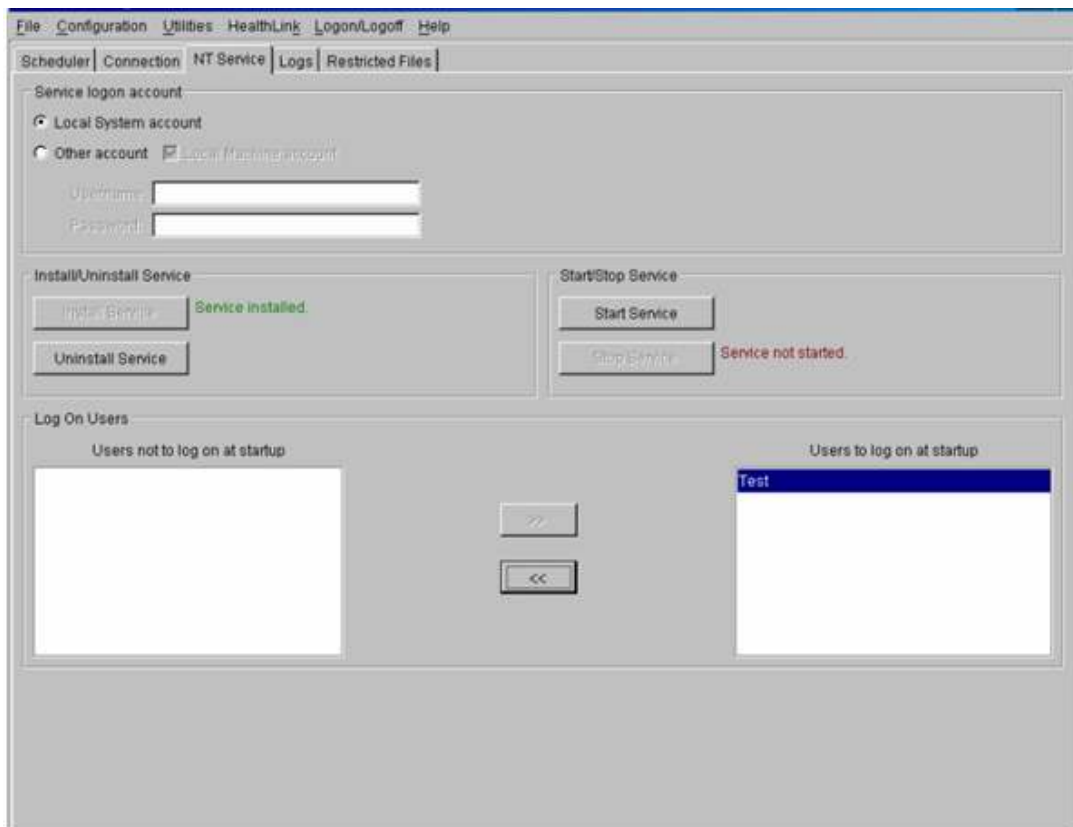 File Configuration Utilities HealthLink Logon/Logoff Help
Scheduler Connection NT Service Logs Restricted Files
Service logon account
Local System account
Other account Local Machine account
Username
Password
Install/Uninstall Service
Install Service Service installed.
Uninstall Service
Start/Stop Service
Start Service
Stop Service Service not started.
Log On Users
Users not to log on at startup
Users to log on at startup
Test
>>
<<